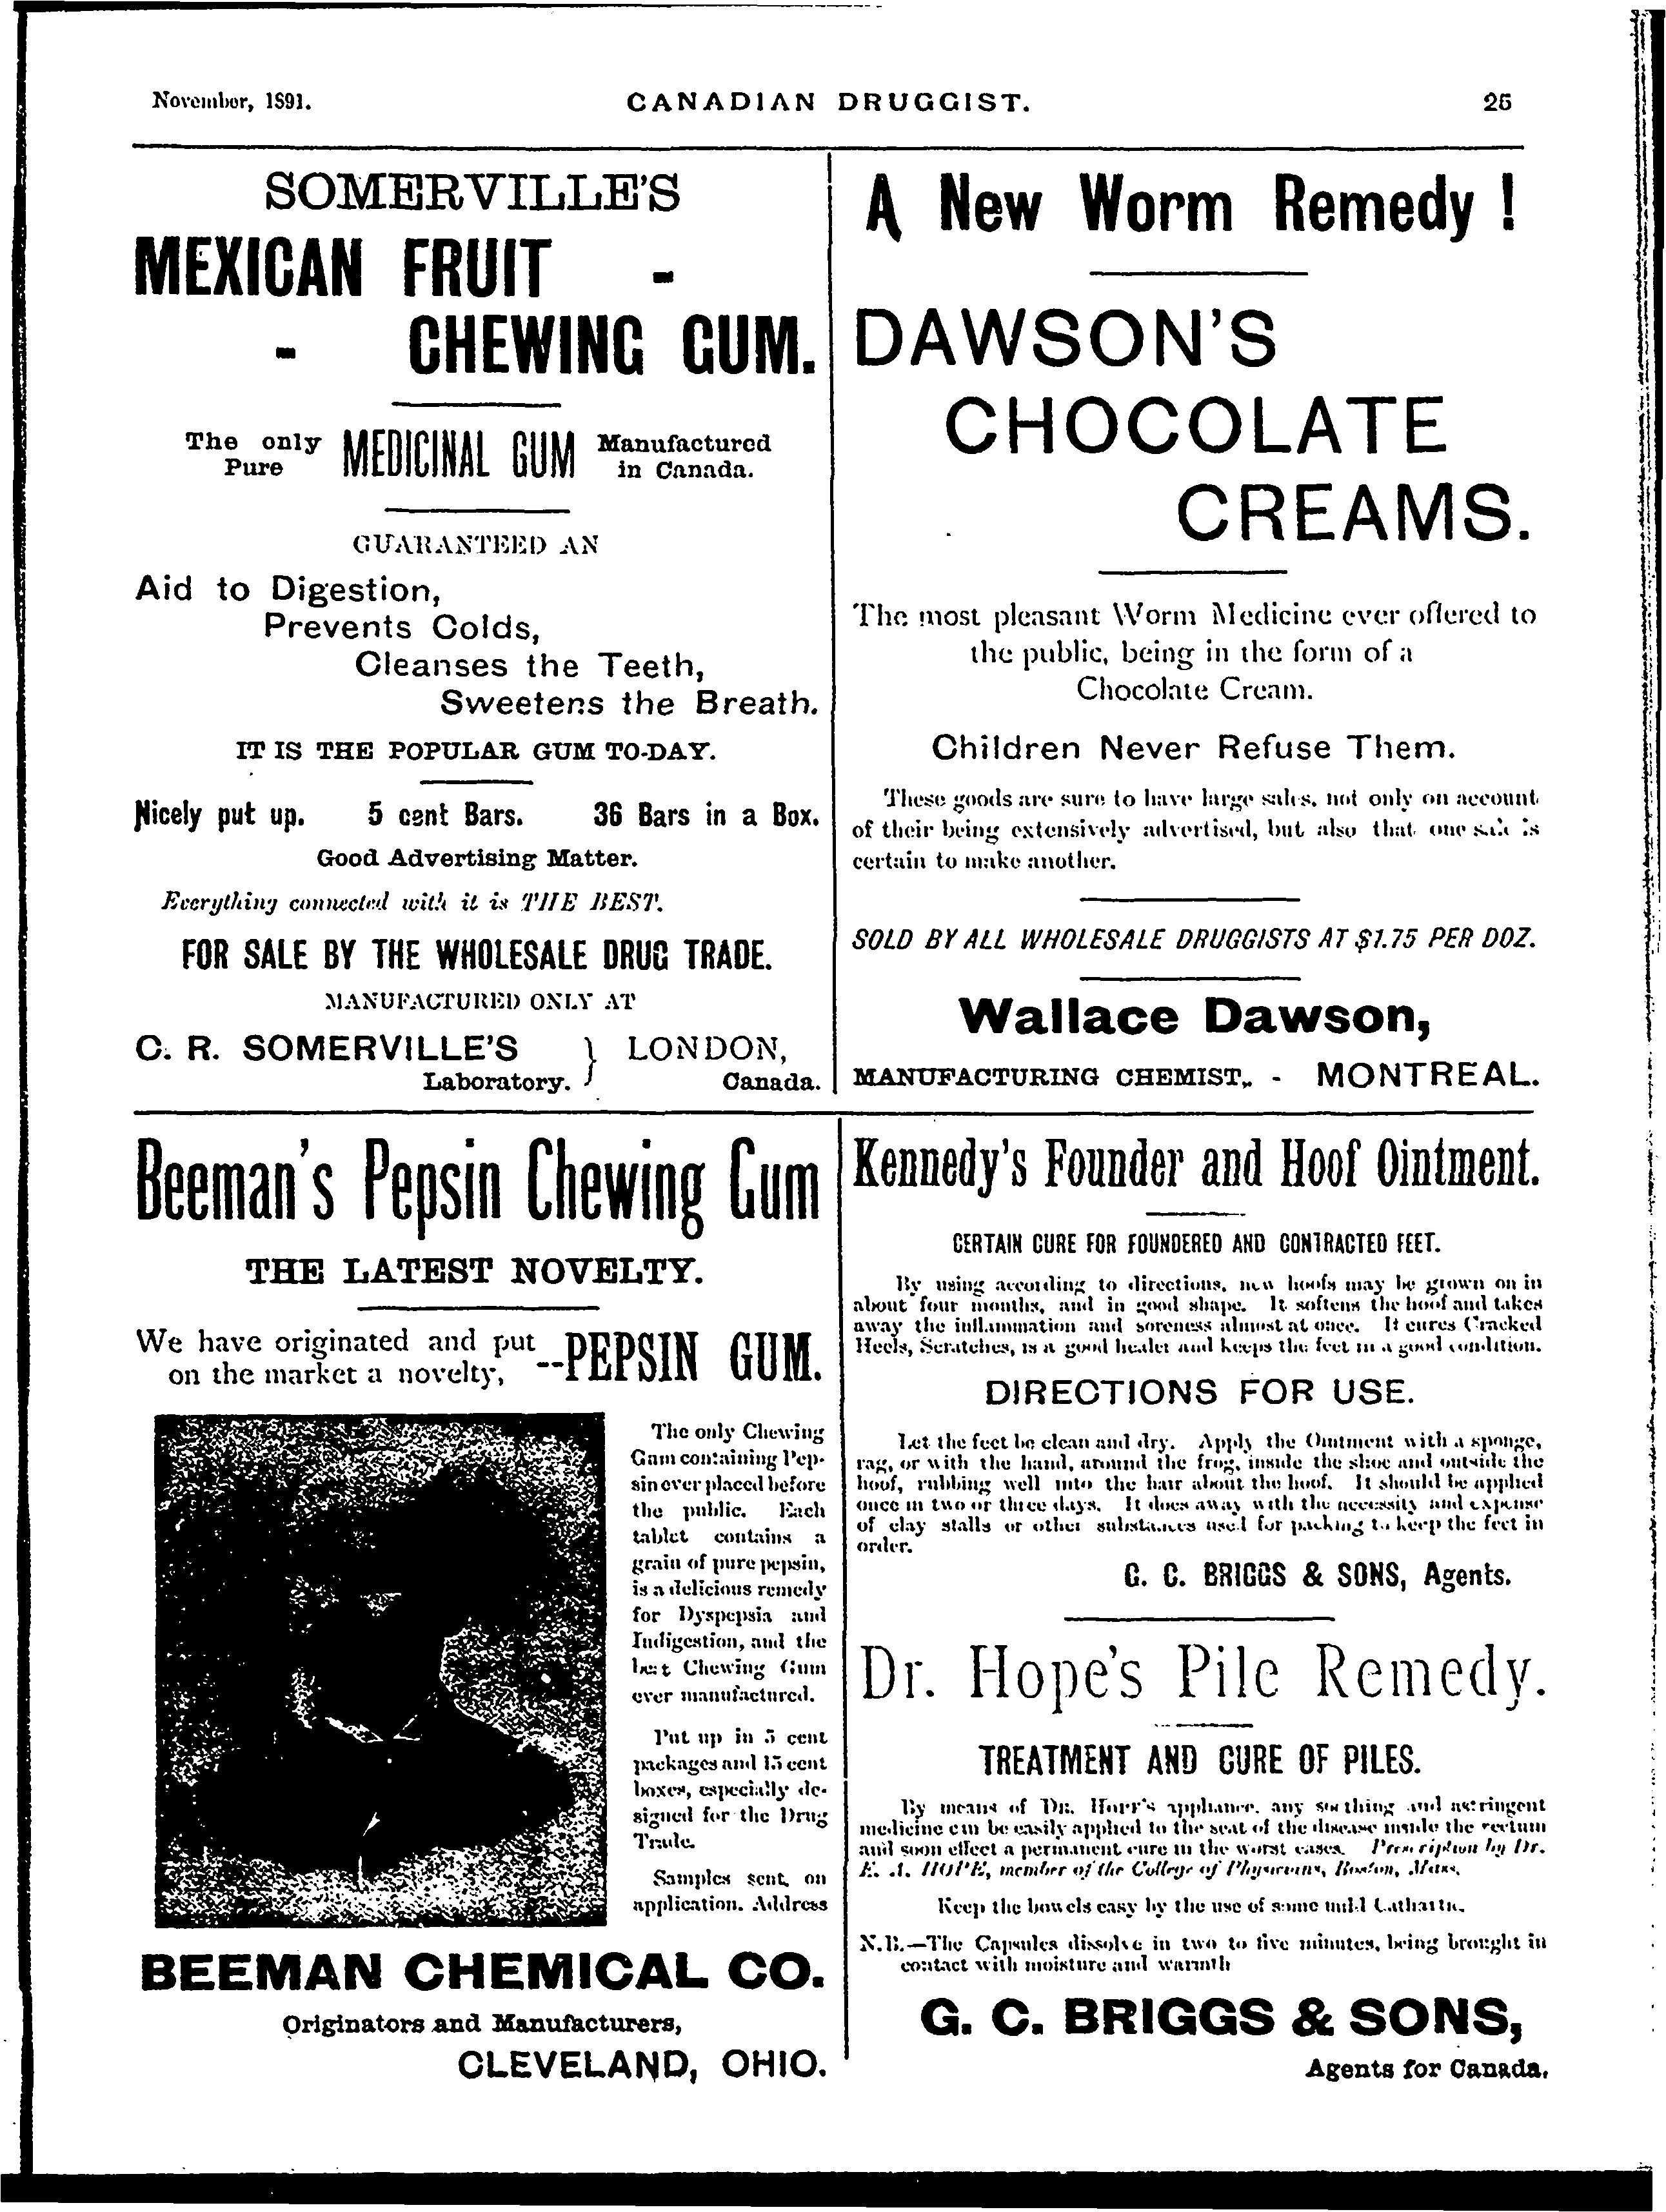 November, 1891.
CANADIAN DRUGGIST.
25
SOMERVILLE'S
MEXICAN FRUIT -
- CHEWING GUM.
The only Pure MEDICINAL GUM Manufactured in Canada.
GUARANTEED AN
Aid to Digestion,
Prevents Colds,
Cleanses the Teeth,
Sweetens the Breath.
IT IS THE POPULAR GUM TO-DAY.
Nicely put up. 5 cent Bars. 36 Bars in a Box.
Good Advertising Matter.
Everything connected with it is THE BEST.
FOR SALE BY THE WHOLESALE DRUG TRADE.
MANUFACTURED ONLY AT
C. R. SOMERVILLE'S } LONDON,
Laboratory. Canada.
A New Worm Remedy !
DAWSON'S
CHOCOLATE
CREAMS.
The most pleasant Worm Medicine ever offered to
the public, being in the form of a
Chocolate Cream.
Children Never Refuse Them.
These goods are sure to have large sales, not only on account
of their being extensively advertised, but also that one sale is
certain to make another.
SOLD BY ALL WHOLESALE DRUGGISTS AT $1.75 PER DOZ.
Wallace Dawson,
MANUFACTURING CHEMIST, - MONTREAL.
Beeman's Pepsin Chewing Gum
THE LATEST NOVELTY.
We have originated and put
on the market a novelty, --PEPSIN GUM.
The only Chewing
Gum containing Pep-
sin ever placed before
the public. Each
tablet contains a
grain of pure pepsin,
is a delicious remedy
for Dyspepsia and
Indigestion, and the
best Chewing Gum
ever manufactured.
Put up in 5 cent
packages and 15 cent
boxes, especially de-
signed for the Drug
Trade.
Samples sent on
application. Address
BEEMAN CHEMICAL CO.
Originators and Manufacturers,
CLEVELAND, OHIO.
Kennedy's Founder and Hoof Ointment.
CERTAIN CURE FOR FOUNDERED AND CONTRACTED FEET.
By using according to directions, new hoofs may be grown on in
about four months, and in good shape. It softens the hoof and takes
away the inflammation and soreness almost at once. It cures Cracked
Heels, Scratches, is a good healer and keeps the feet in a good condition.
DIRECTIONS FOR USE.
Let the feet be clean and dry. Apply the Ointment with a sponge,
rag, or with the hand, around the frog, inside the shoe and outside the
hoof, rubbing well into the hair about the hoof. It should be applied
once in two or three days. It does away with the necessity and expense
of clay stalls or other substances used for packing to keep the feet in
order.
G. C. BRIGGS & SONS, Agents.
Dr. Hope's Pile Remedy.
TREATMENT AND CURE OF PILES.
By means of Dr. appliance, any soothing and astringent
medicine can be easily applied to the seat of the disease inside the rectum
and soon effect a permanent cure in the worst cases. Prescription by Dr.
E. A. HOPE, member of the College of Physicians, Boston, Mass.
Keep the bowels easy by the use of some mild Cathartic.
N.B.—The Capsules dissolve in two to five minutes, being brought in
contact with moisture and warmth
G. C. BRIGGS & SONS,
Agents for Canada.